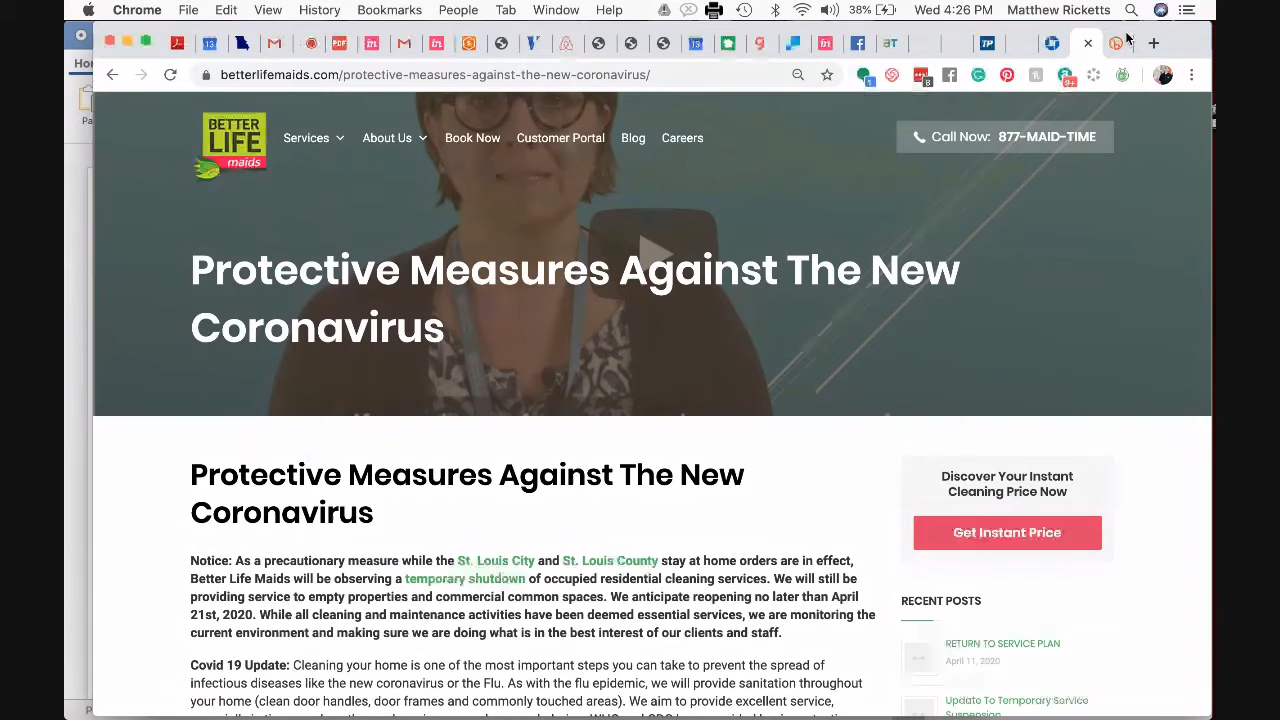 Chrome File Edit View History Bookmarks People Tab Window Help 38% Wed 4:26 PM Matthew Ricketts
betterlifemaids.com/protective-measures-against-the-new-coronavirus/
BETTER
LIFE
maids
Services About Us Book Now Customer Portal Blog Careers
Call Now: 877-MAID-TIME
Protective Measures Against The New
Coronavirus
Protective Measures Against The New
Coronavirus
Notice: As a precautionary measure while the St. Louis City and St. Louis County stay at home orders are in effect,
Better Life Maids will be observing a temporary shutdown of occupied residential cleaning services. We will still be
providing service to empty properties and commercial common spaces. We anticipate reopening no later than April
21st, 2020. While all cleaning and maintenance activities have been deemed essential services, we are monitoring the
current environment and making sure we are doing what is in the best interest of our clients and staff.
Covid 19 Update: Cleaning your home is one of the most important steps you can take to prevent the spread of
infectious diseases like the new coronavirus or the Flu. As with the flu epidemic, we will provide sanitation throughout
your home (clean door handles, door frames and commonly touched areas). We aim to provide excellent service,
Discover Your Instant
Cleaning Price Now
Get Instant Price
RECENT POSTS
RETURN TO SERVICE PLAN
April 11, 2020
Update To Temporary Service
Suspension